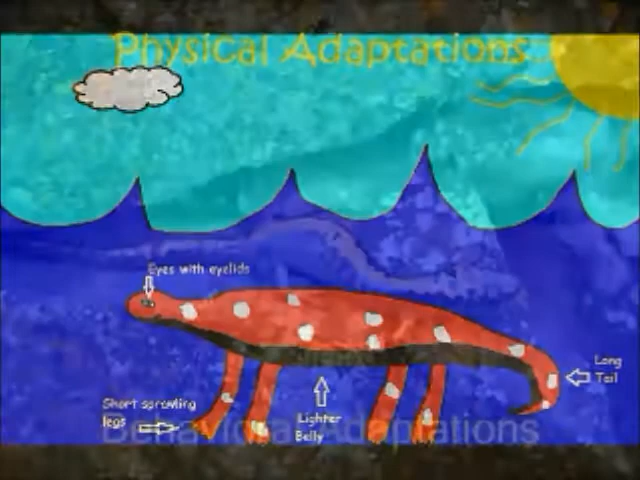 Physical Adaptations
Eyes with eyelids
Long
Tail
Short sprawling
legs
Lighter
Belly
Behavioral Adaptations